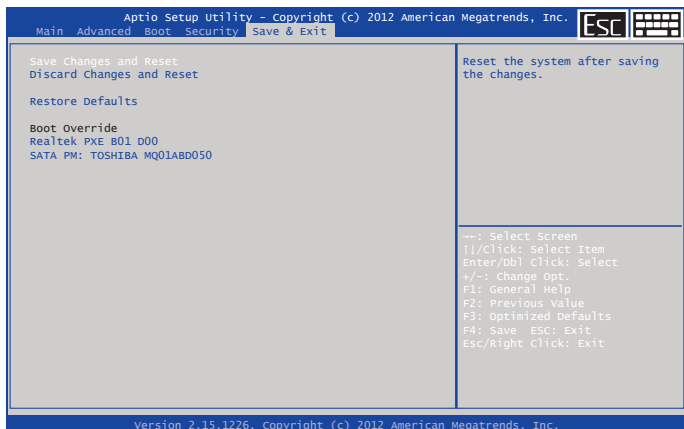 Aptio Setup Utility – Copyright (c) 2012 American Megatrends, Inc.
Main Advanced Boot Security Save & Exit
Esc
Save Changes and Reset
Discard Changes and Reset
Restore Defaults
Boot Override
Realtek PXE B01 D00
SATA PM: TOSHIBA MQ01ABD050
Reset the system after saving
the changes.
→←: Select Screen
↑↓/Click: Select Item
Enter/Dbl Click: Select
+/-: Change Opt.
F1: General Help
F2: Previous Value
F3: Optimized Defaults
F4: Save ESC: Exit
Esc/Right Click: Exit
Version 2.15.1226. Copyright (c) 2012 American Megatrends, Inc.